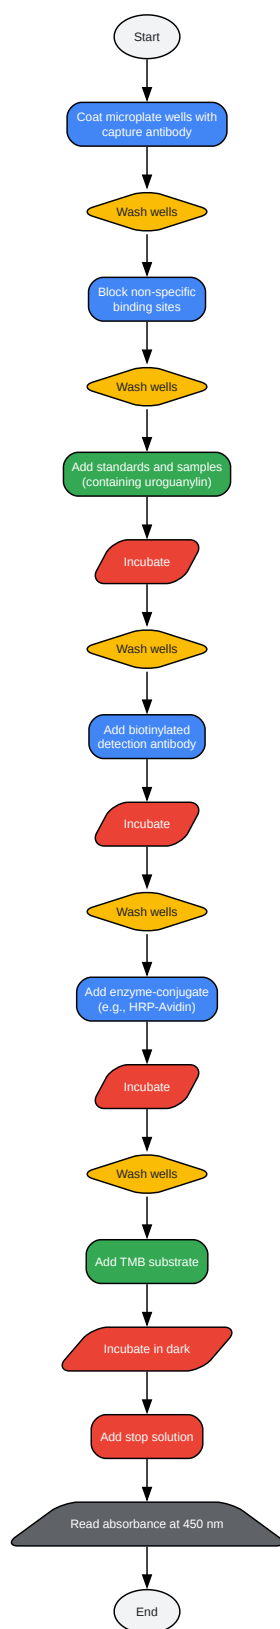 Start
Coat microplate wells with
capture antibody
Wash wells
Block non-specific
binding sites
Wash wells
Add standards and samples
(containing uroguanylin)
Incubate
Wash wells
Add biotinylated
detection antibody
Incubate
Wash wells
Add enzyme-conjugate
(e.g., HRP-Avidin)
Incubate
Wash wells
Add TMB substrate
Incubate in dark
Add stop solution
Read absorbance at 450 nm
End